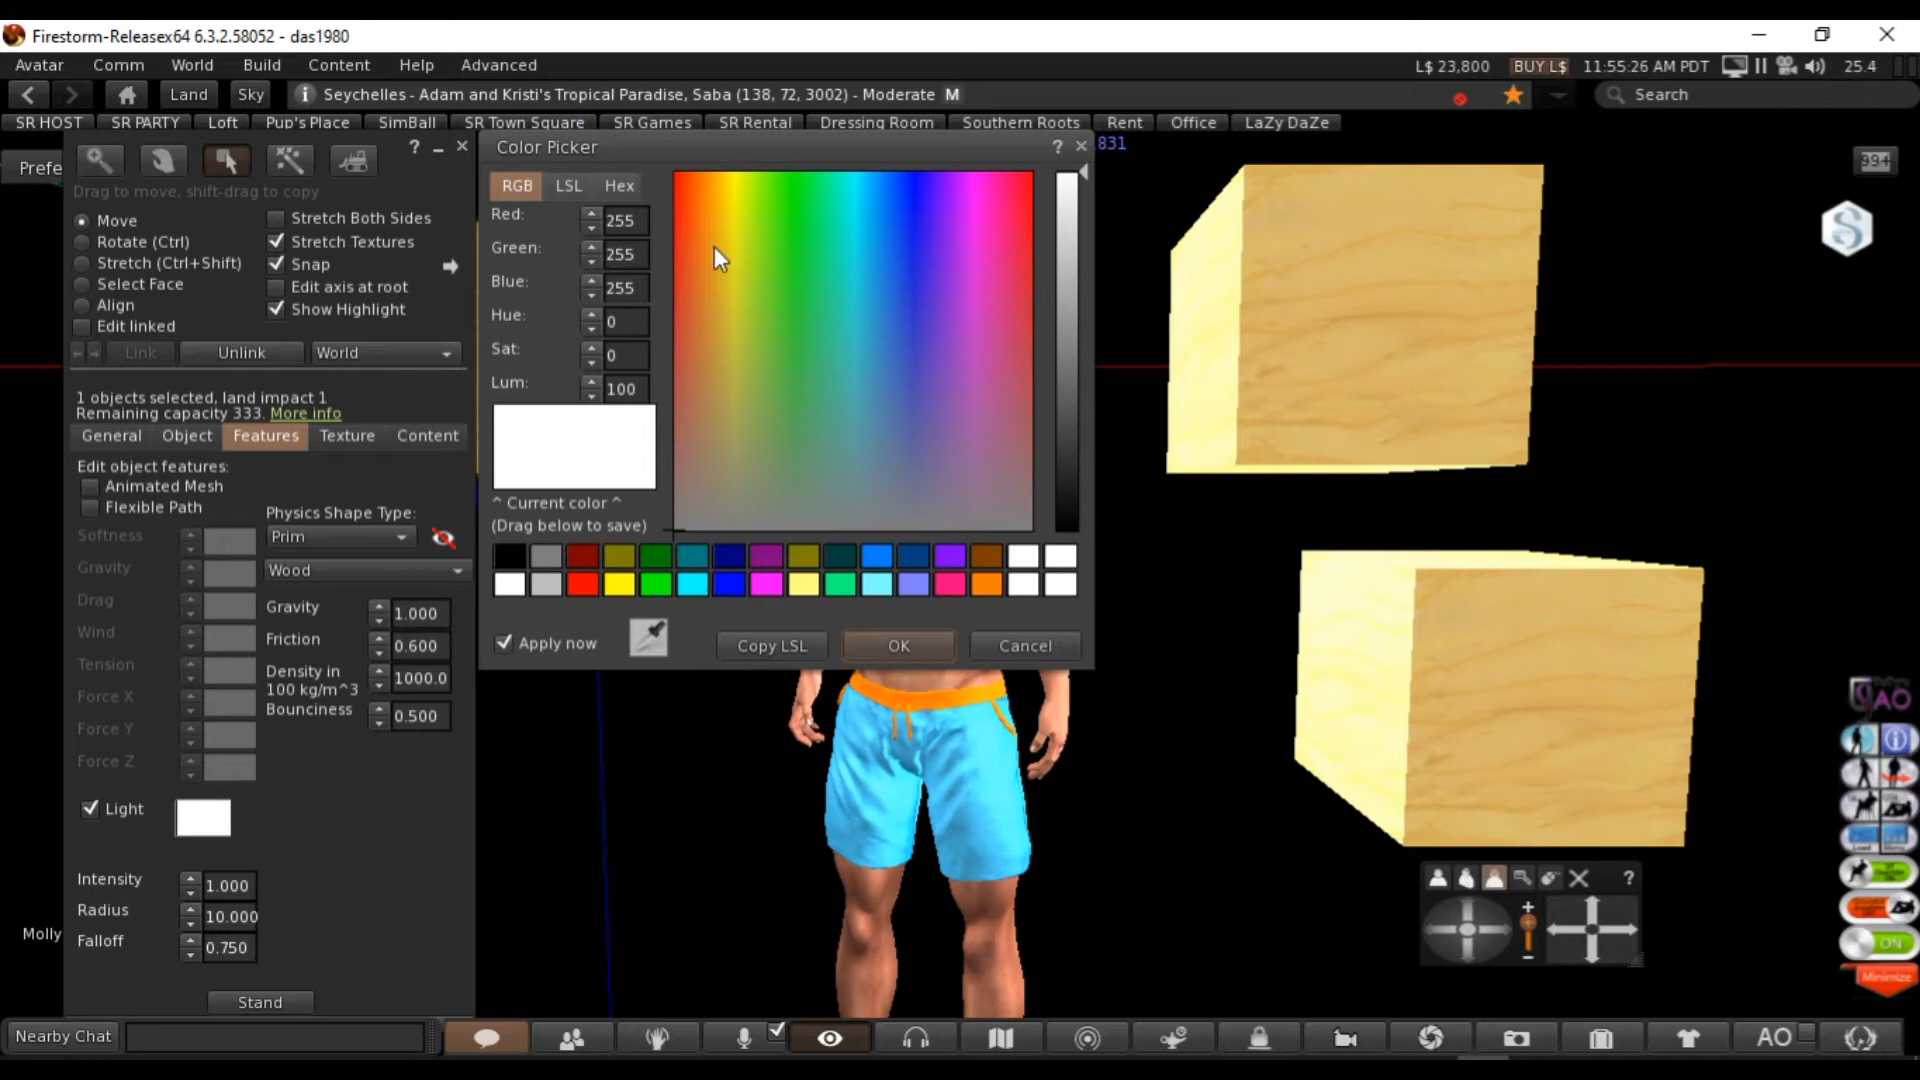 Firestorm-Releasex64 6.3.2.58052 - das1980
Avatar Comm World Build Content Help Advanced
L$ 23,800 BUY L$ 11:55:26 AM PDT 25.4
Land Sky Seychelles - Adam and Kristi's Tropical Paradise, Saba (138, 72, 3002) - Moderate M Search
SR HOST SR PARTY Loft Pup's Place SimBall SR Town Square SR Games SR Rental Dressing Room Southern Roots Rent Office LaZy DaZe
Prefe
831
99+
? _ ×
Drag to move, shift-drag to copy
Move
Rotate (Ctrl)
Stretch (Ctrl+Shift)
Select Face
Align
Edit linked
Stretch Both Sides
Stretch Textures
Snap
Edit axis at root
Show Highlight
Link Unlink World
1 objects selected, land impact 1
Remaining capacity 333. More info
General Object Features Texture Content
Edit object features:
Animated Mesh
Flexible Path
Softness
Gravity
Drag
Wind
Tension
Force X
Force Y
Force Z
Physics Shape Type:
Prim
Wood
Gravity 1.000
Friction 0.600
Density in
100 kg/m^3 1000.0
Bounciness 0.500
Light
Intensity 1.000
Radius 10.000
Falloff 0.750
Stand
Molly
Color Picker ? ×
RGB LSL Hex
Red: 255
Green: 255
Blue: 255
Hue: 0
Sat: 0
Lum: 100
^ Current color ^
(Drag below to save)
Apply now Copy LSL OK Cancel
?
AO
ON
Minimize
Nearby Chat
AO